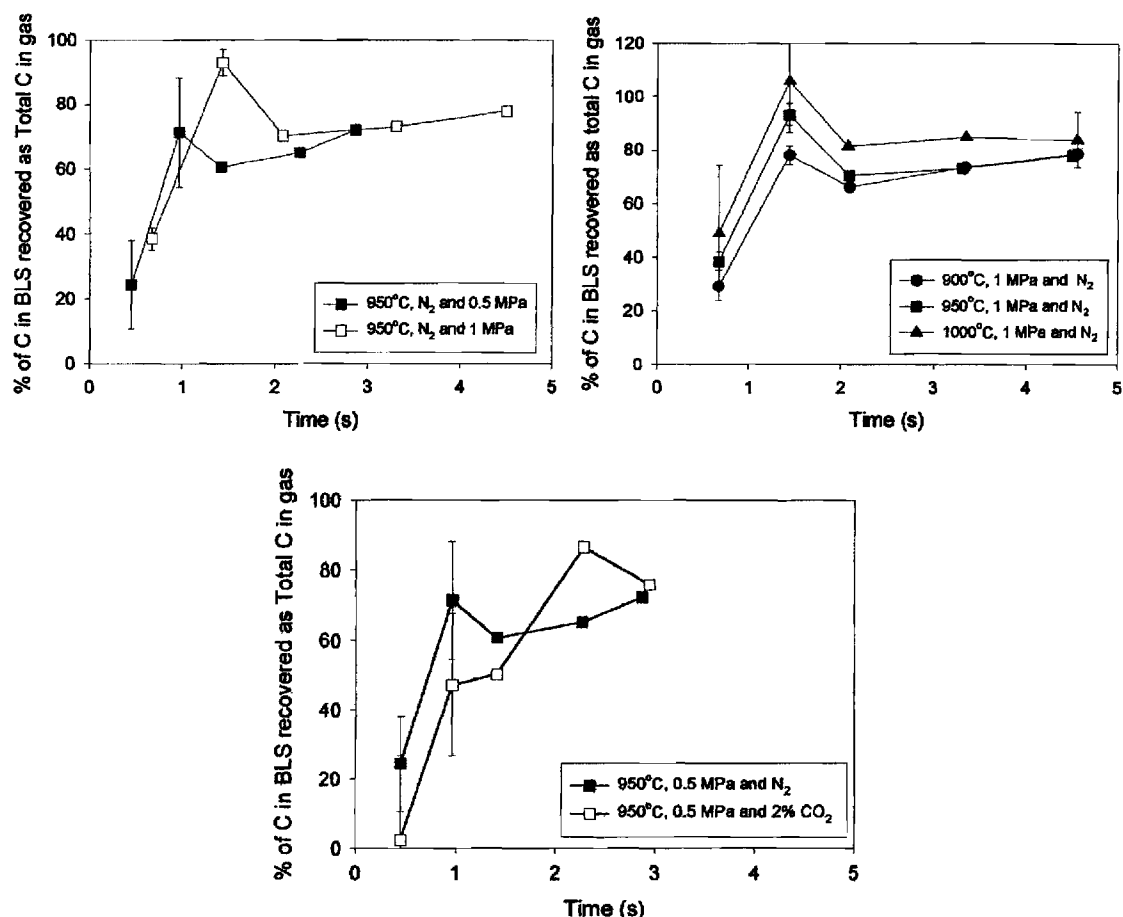 % of C in BLS recovered as Total C in gas
100
80
60
40
20
0
0 1 2 3 4 5
Time (s)
950°C, N₂ and 0.5 MPa
950°C, N₂ and 1 MPa
% of C in BLS recovered as total C in gas
120
100
80
60
40
20
0
0 1 2 3 4 5
Time (s)
900°C, 1 MPa and N₂
950°C, 1 MPa and N₂
1000°C, 1 MPa and N₂
% of C in BLS recovered as Total C in gas
100
80
60
40
20
0
0 1 2 3 4 5
Time (s)
950°C, 0.5 MPa and N₂
950°C, 0.5 MPa and 2% CO₂